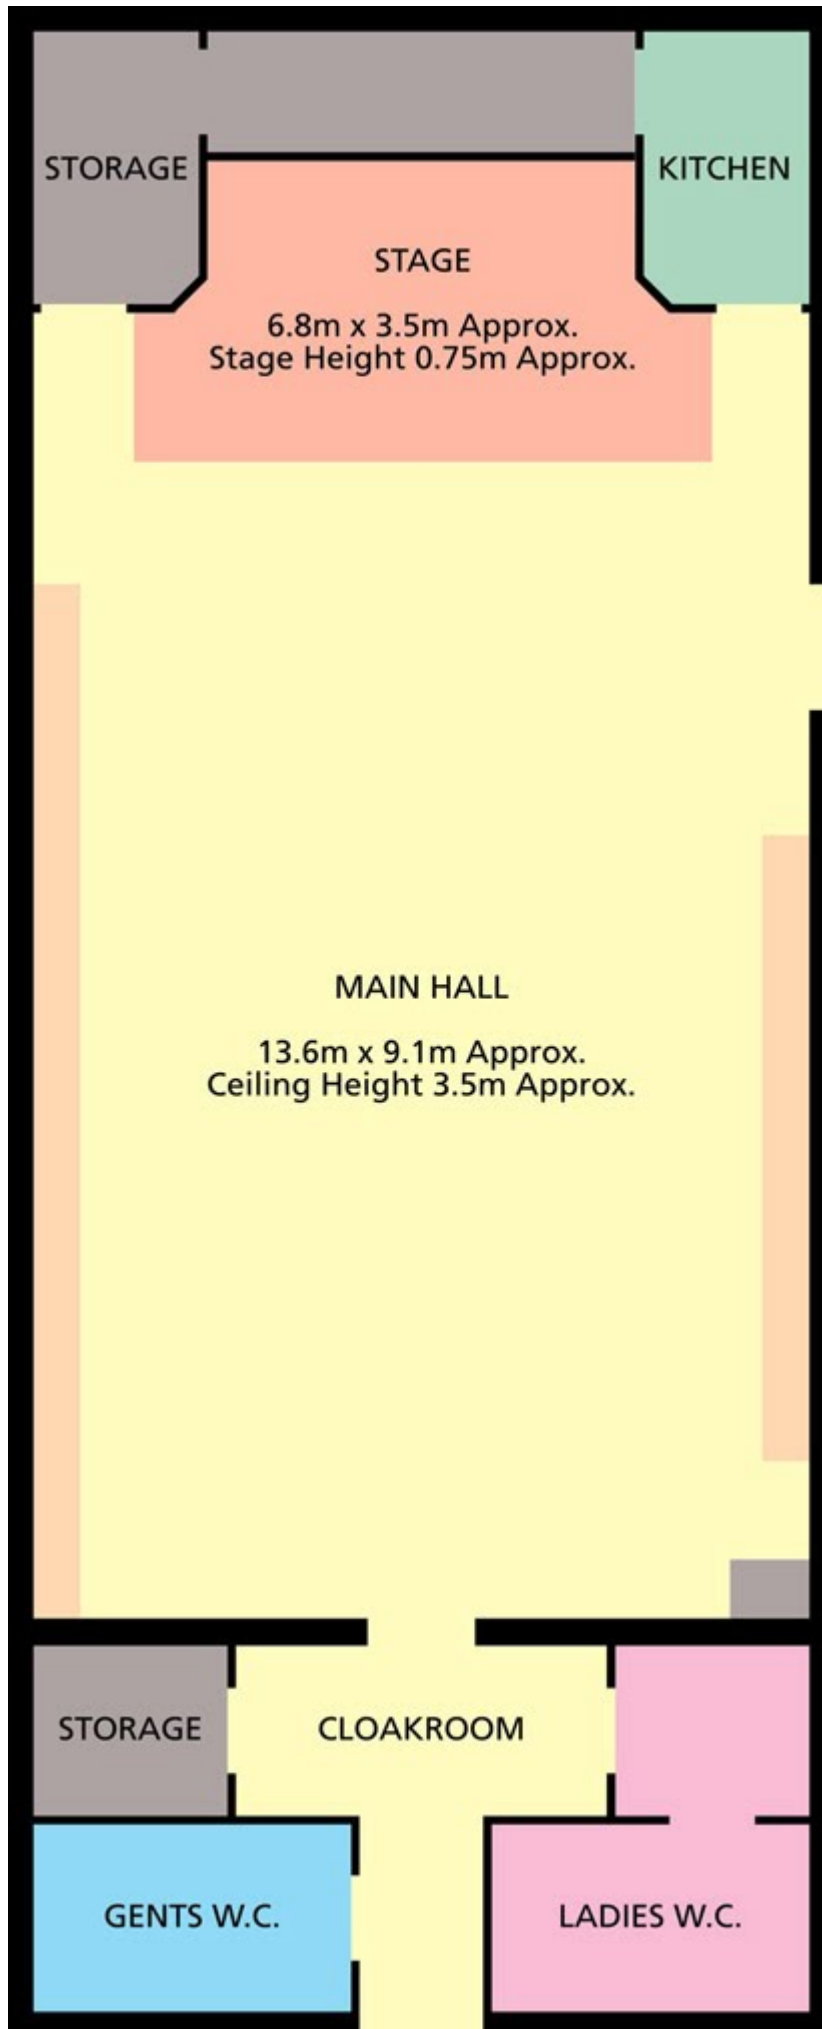 STORAGE
KITCHEN
STAGE
6.8m x 3.5m Approx.
Stage Height 0.75m Approx.
MAIN HALL
13.6m x 9.1m Approx.
Ceiling Height 3.5m Approx.
STORAGE
CLOAKROOM
GENTS W.C.
LADIES W.C.